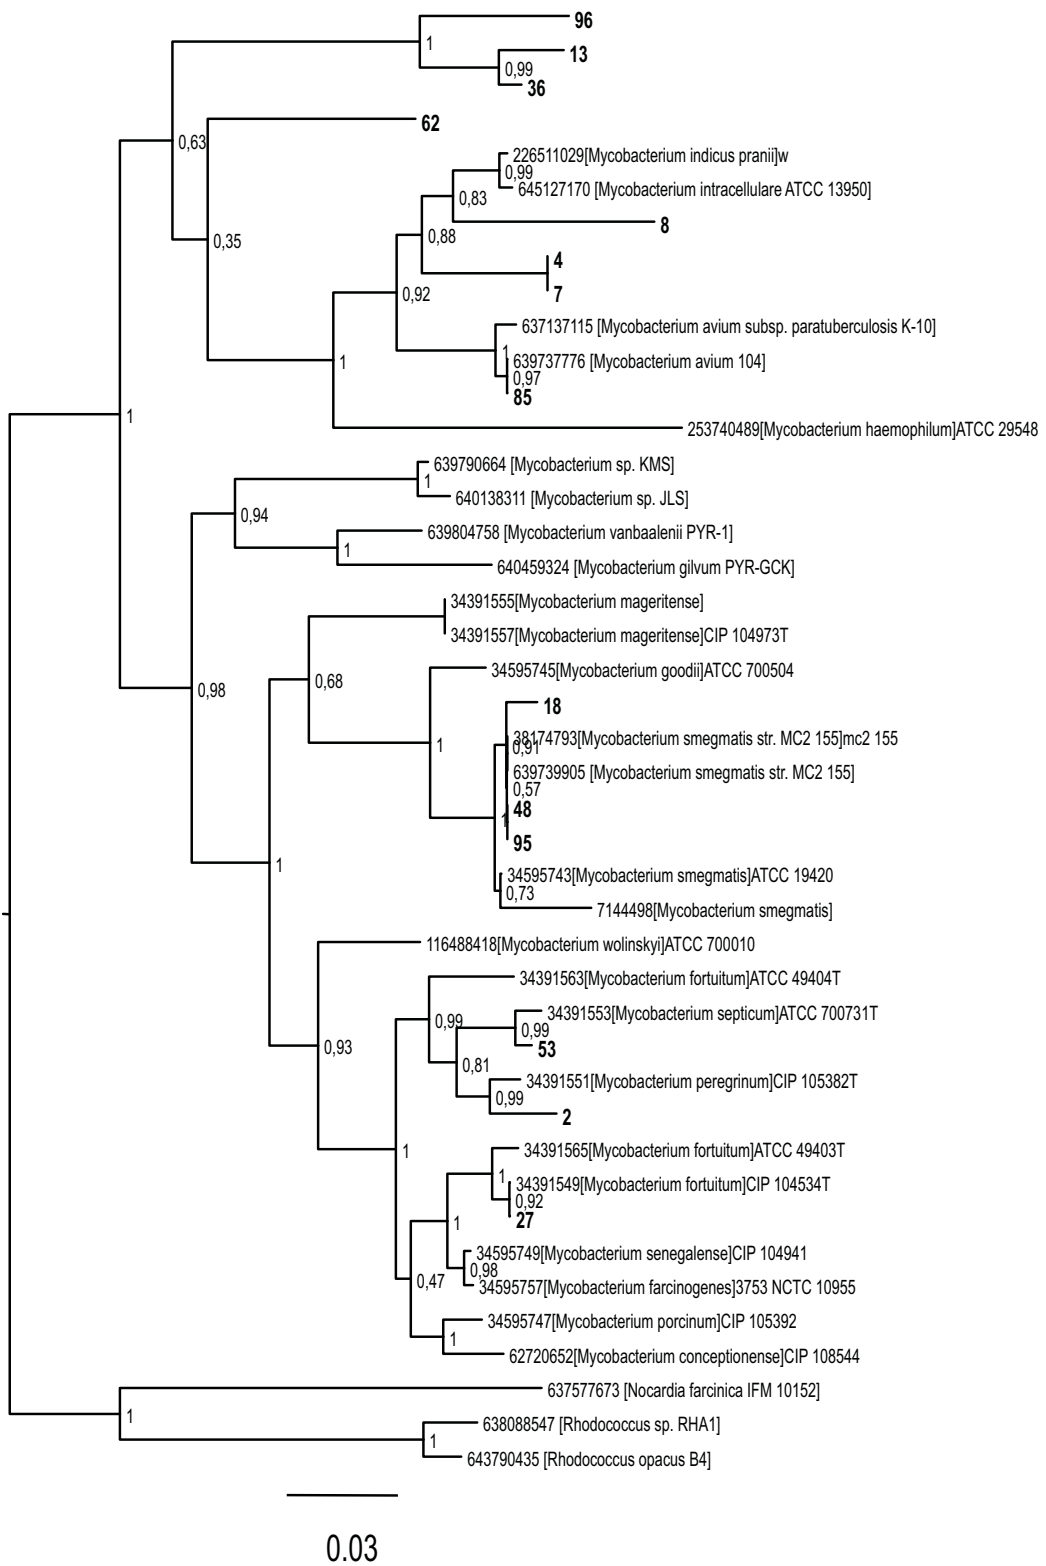 96
1
13
0,99
36
62
0,63
226511029[Mycobacterium indicus pranii]w
0,99
645127170 [Mycobacterium intracellulare ATCC 13950]
0,83
8
0,88
0,35
4
7
0,92
637137115 [Mycobacterium avium subsp. paratuberculosis K-10]
1
639737776 [Mycobacterium avium 104]
1
0,97
85
1
253740489[Mycobacterium haemophilum]ATCC 29548
639790664 [Mycobacterium sp. KMS]
1
640138311 [Mycobacterium sp. JLS]
0,94
639804758 [Mycobacterium vanbaalenii PYR-1]
1
640459324 [Mycobacterium gilvum PYR-GCK]
34391555[Mycobacterium mageritense]
34391557[Mycobacterium mageritense]CIP 104973T
34595745[Mycobacterium goodii]ATCC 700504
0,68
0,98
18
38174793[Mycobacterium smegmatis str. MC2 155]mc2 155
1
0,91
639739905 [Mycobacterium smegmatis str. MC2 155]
0,57
48
1
95
1
34595743[Mycobacterium smegmatis]ATCC 19420
0,73
7144498[Mycobacterium smegmatis]
116488418[Mycobacterium wolinskyi]ATCC 700010
34391563[Mycobacterium fortuitum]ATCC 49404T
34391553[Mycobacterium septicum]ATCC 700731T
0,99
0,99
0,93
53
0,81
34391551[Mycobacterium peregrinum]CIP 105382T
0,99
2
1
34391565[Mycobacterium fortuitum]ATCC 49403T
1
34391549[Mycobacterium fortuitum]CIP 104534T
0,92
27
1
34595749[Mycobacterium senegalense]CIP 104941
0,98
0,47
34595757[Mycobacterium farcinogenes]3753 NCTC 10955
34595747[Mycobacterium porcinum]CIP 105392
1
62720652[Mycobacterium conceptionense]CIP 108544
637577673 [Nocardia farcinica IFM 10152]
1
638088547 [Rhodococcus sp. RHA1]
1
643790435 [Rhodococcus opacus B4]
0.03